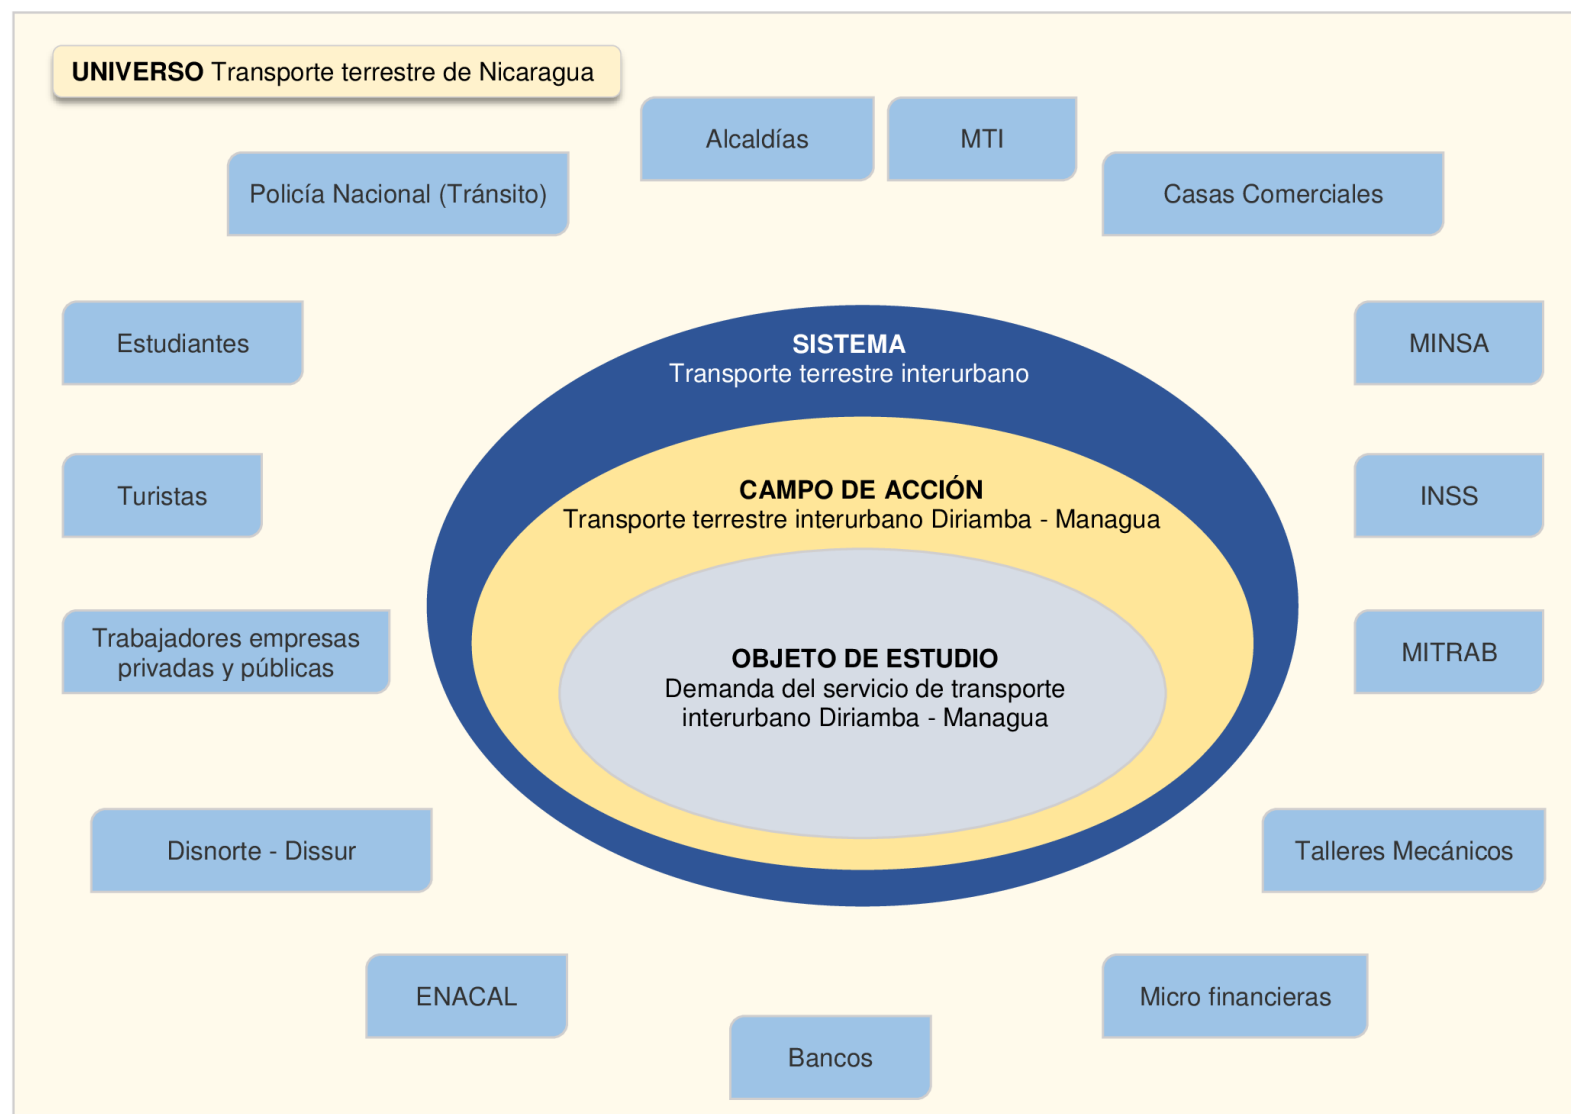 UNIVERSO Transporte terrestre de Nicaragua
Alcaldías
MTI
Policía Nacional (Tránsito)
Casas Comerciales
Estudiantes
SISTEMA
Transporte terrestre interurbano
MINSA
Turistas
CAMPO DE ACCIÓN
Transporte terrestre interurbano Diriamba - Managua
INSS
Trabajadores empresas
privadas y públicas
OBJETO DE ESTUDIO
Demanda del servicio de transporte
interurbano Diriamba - Managua
MITRAB
Disnorte - Dissur
Talleres Mecánicos
ENACAL
Micro financieras
Bancos